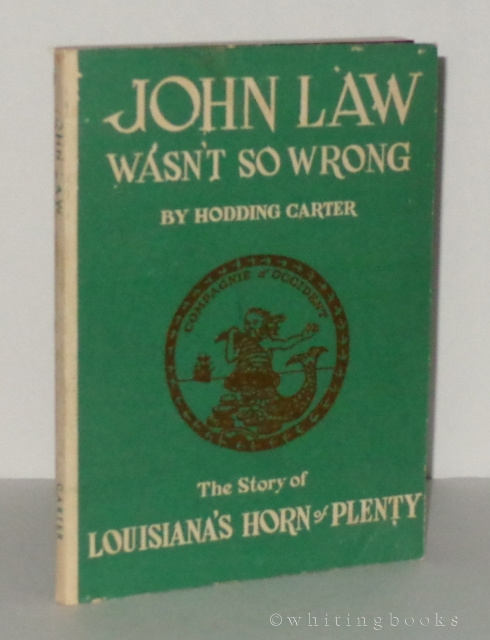 JOHN LAW
WASN'T SO WRONG
BY HODDING CARTER
COMPAGNIE d'OCCIDENT
The Story of
LOUISIANA'S HORN of PLENTY
JOHN LAW
CARTER
©whitingbooks